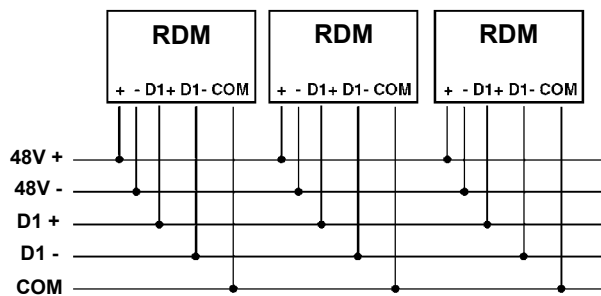 RDM RDM RDM
+ - D1+ D1- COM + - D1+ D1- COM + - D1+ D1- COM
48V +
48V -
D1 +
D1 -
COM